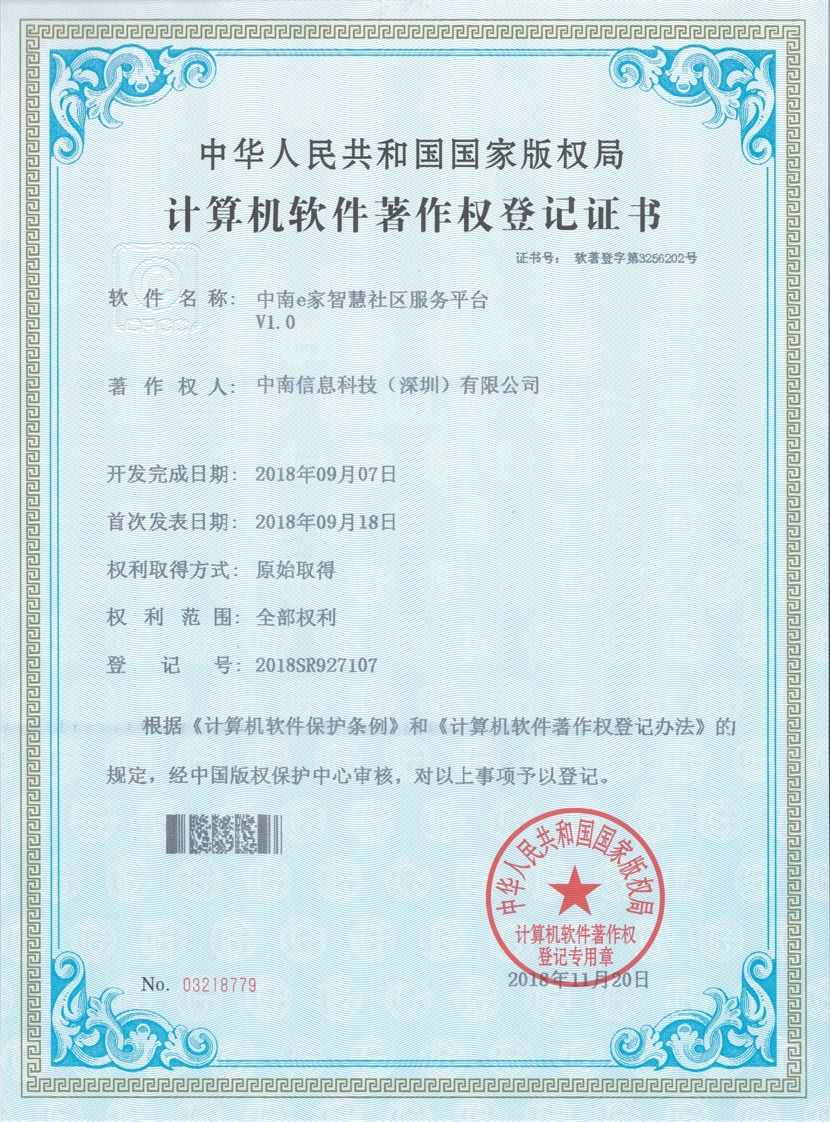 中华人民共和国国家版权局
计算机软件著作权登记证书
证书号： 软著登字第3256202号
软件名称： 中南e家智慧社区服务平台
V1.0
著作权人： 中南信息科技（深圳）有限公司
开发完成日期： 2018年09月07日
首次发表日期： 2018年09月18日
权利取得方式： 原始取得
权利范围： 全部权利
登记号： 2018SR927107
根据《计算机软件保护条例》和《计算机软件著作权登记办法》的
规定，经中国版权保护中心审核，对以上事项予以登记。
中华人民共和国国家版权局
计算机软件著作权
登记专用章
No. 03218779
2018年11月20日